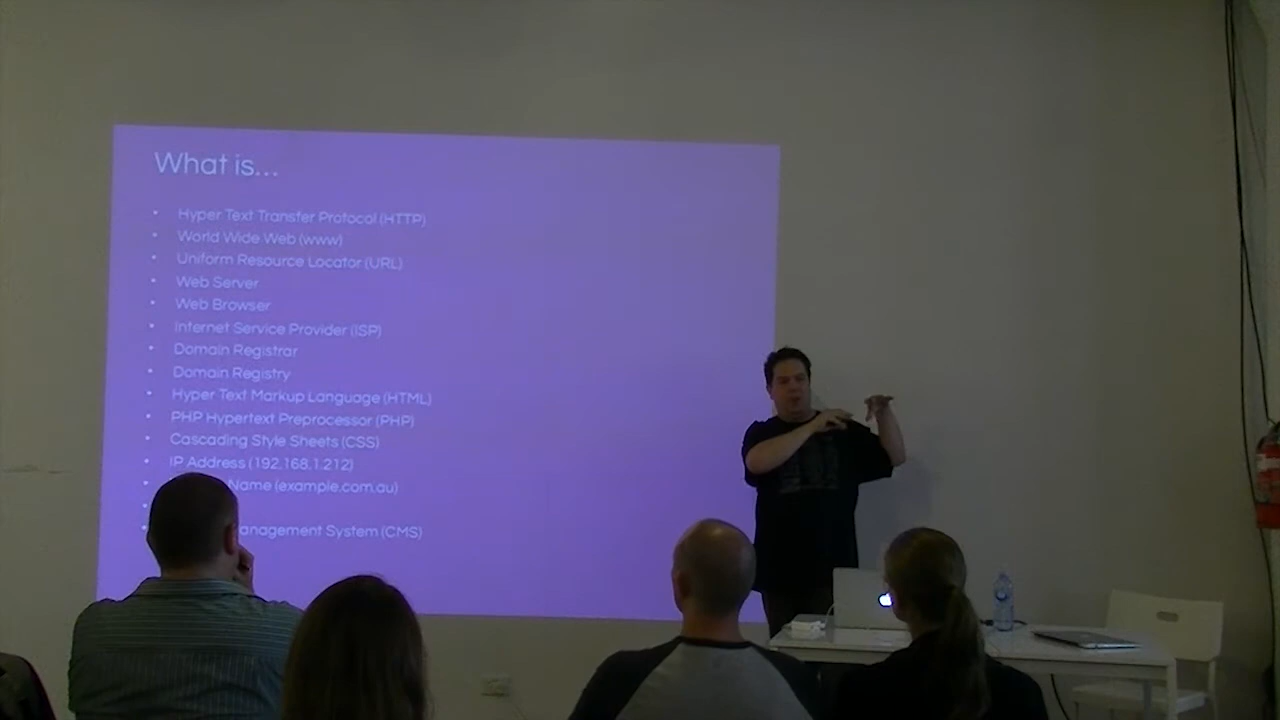 What is...
• Hyper Text Transfer Protocol (HTTP)
• World Wide Web (www)
• Uniform Resource Locator (URL)
• Web Server
• Web Browser
• Internet Service Provider (ISP)
• Domain Registrar
• Domain Registry
• Hyper Text Markup Language (HTML)
• PHP Hypertext Preprocessor (PHP)
• Cascading Style Sheets (CSS)
• IP Address (192.168.1.212)
• Name (example.com.au)
•
• System (CMS)